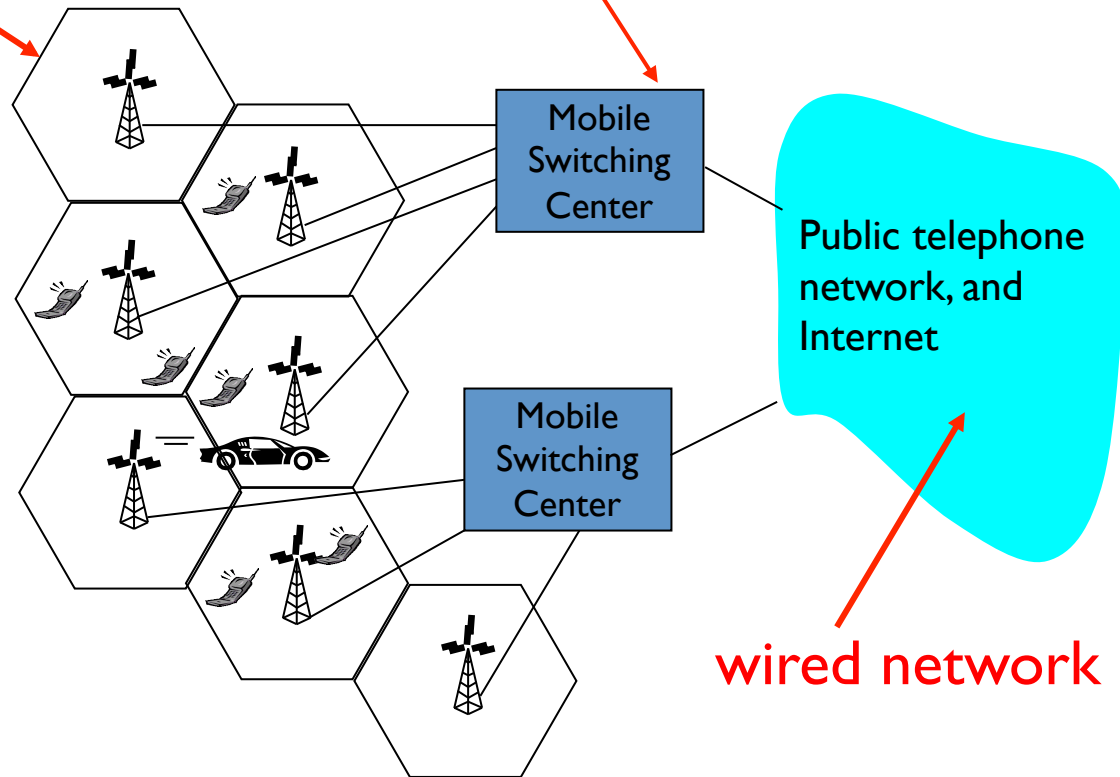 Mobile
Switching
Center
Public telephone
network, and
Internet
Mobile
Switching
Center
wired network